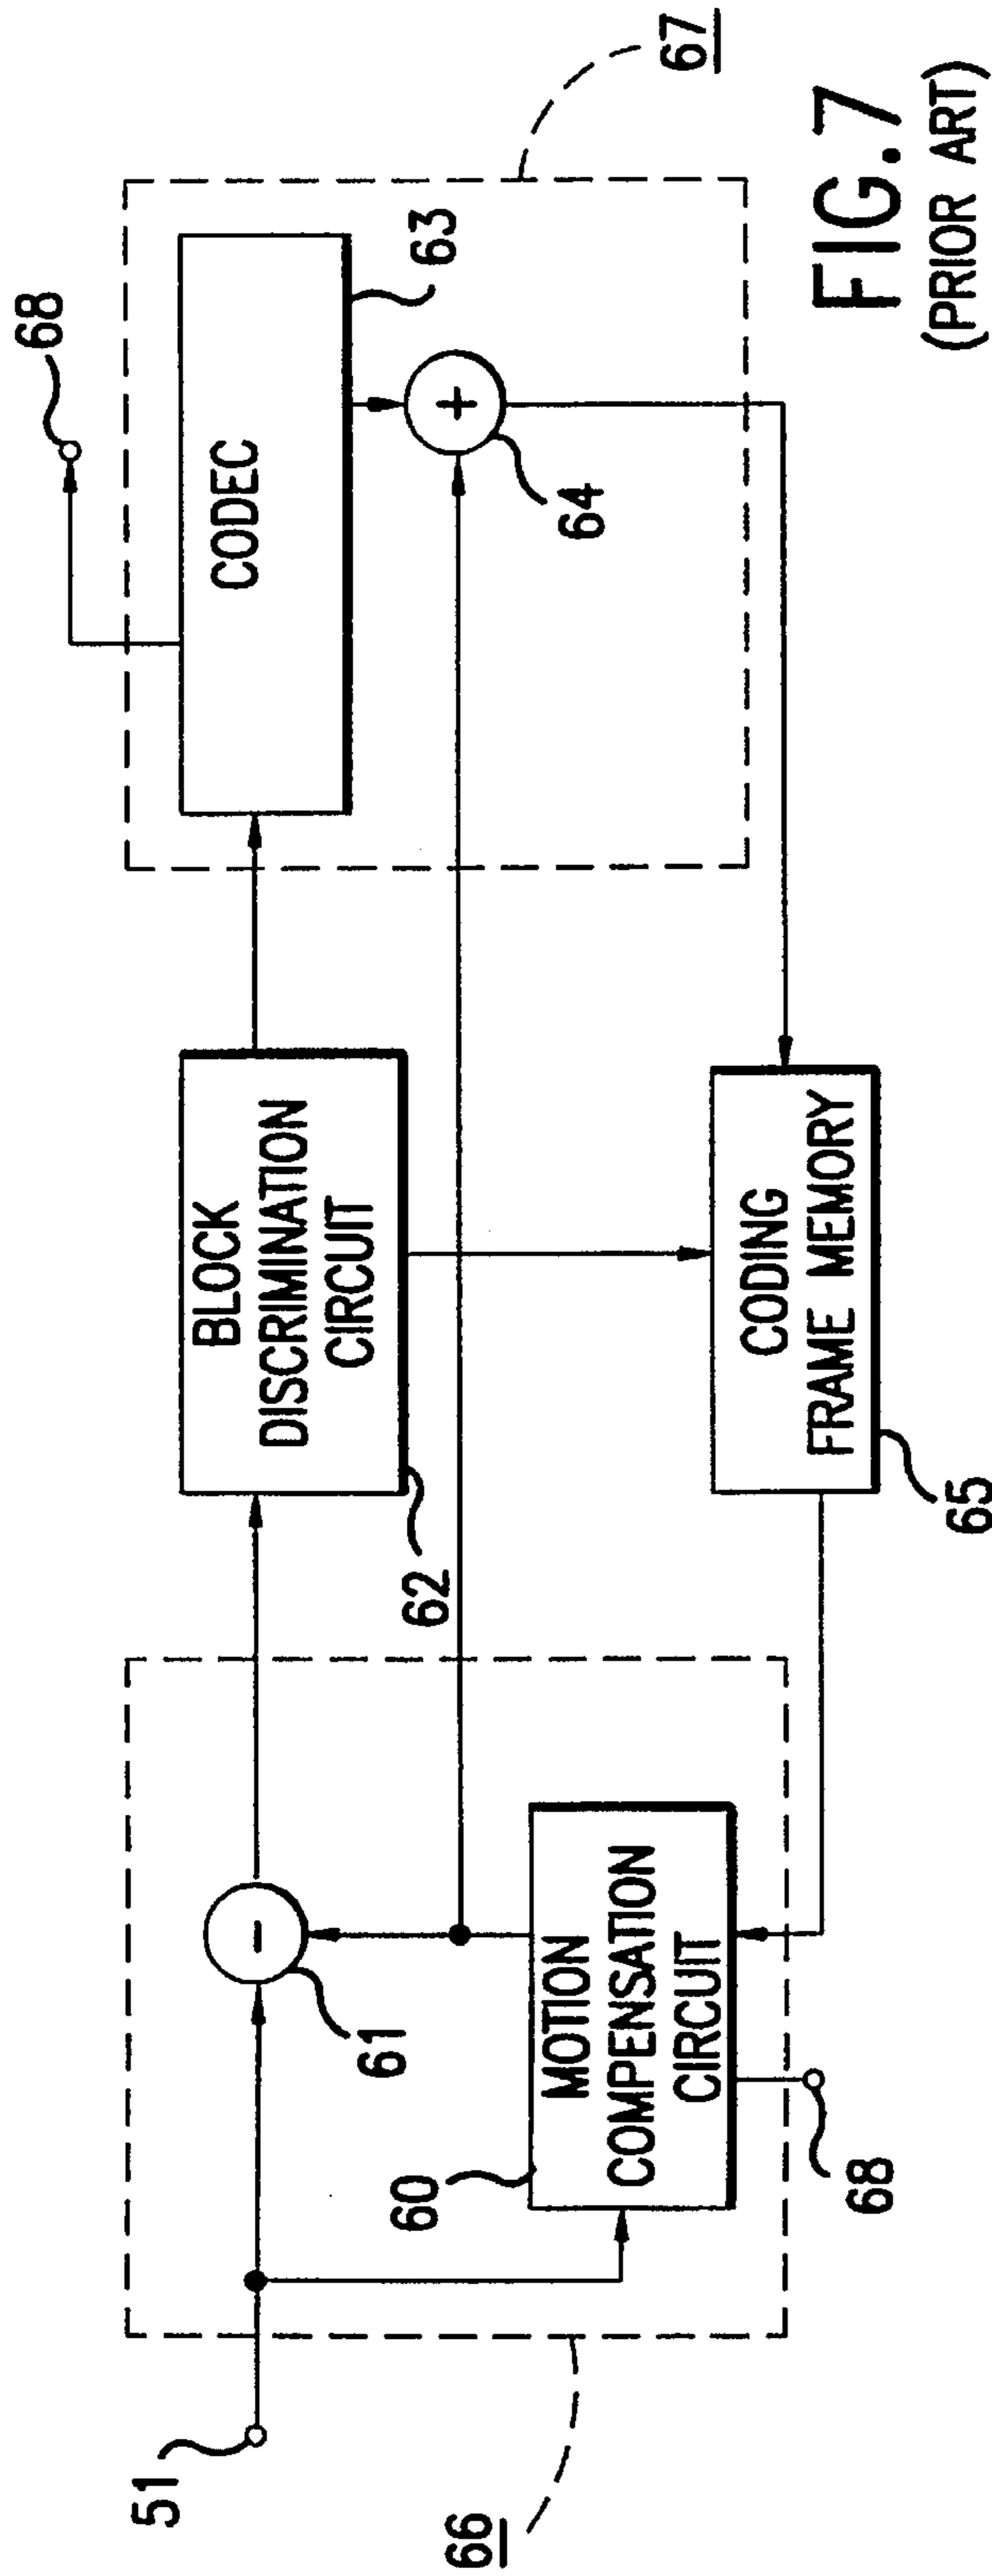 68
67
CODEC
63
+
64
BLOCK
DISCRIMINATION
CIRCUIT
62
-
61
51
60
MOTION
COMPENSATION
CIRCUIT
68
66
CODING
FRAME MEMORY
65
FIG.7
(PRIOR ART)